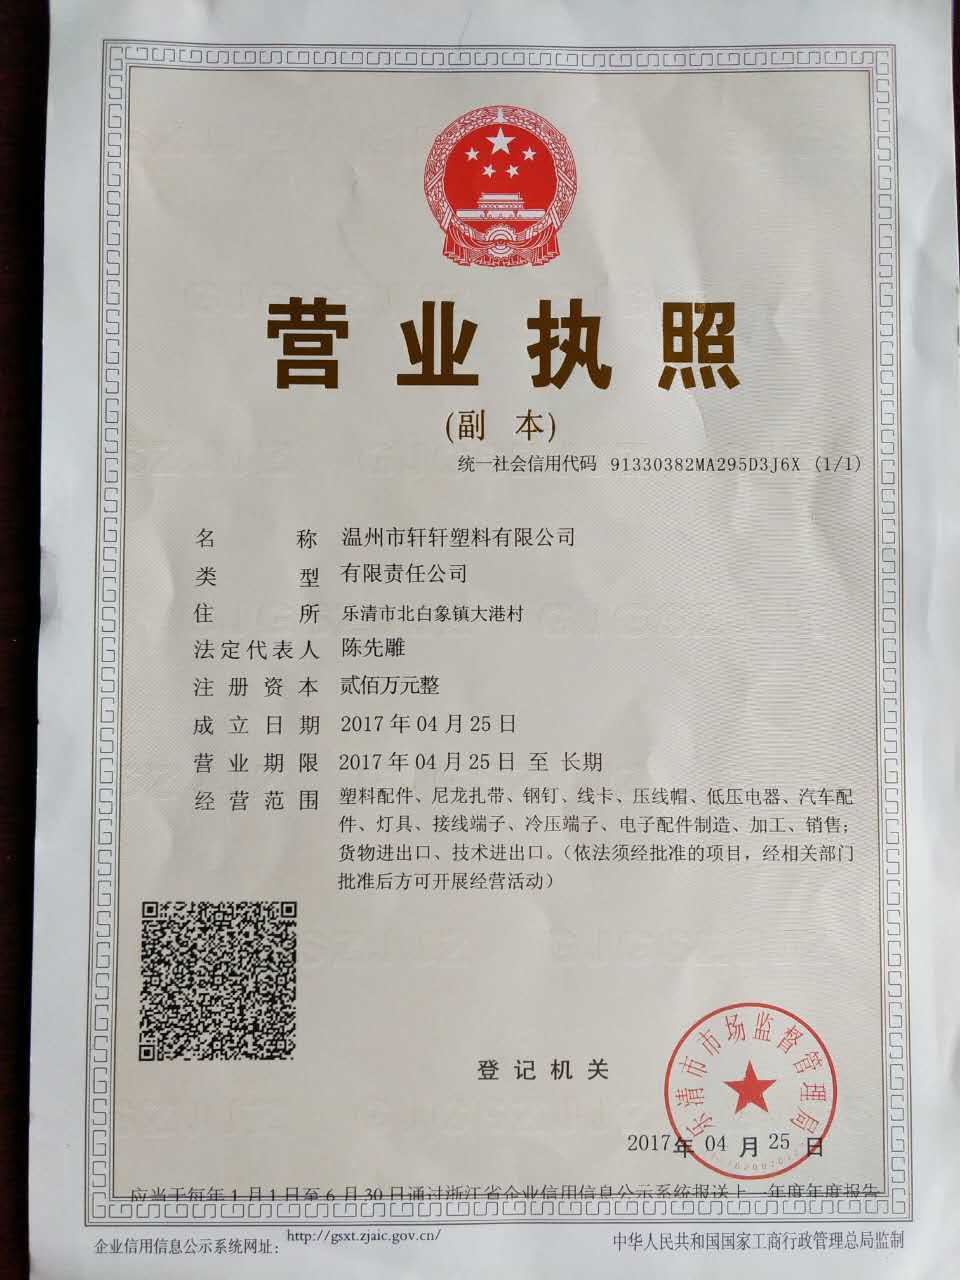 营业执照
(副 本)
统一社会信用代码 91330382MA295D3J6X (1/1)
名 称 温州市轩轩塑料有限公司
类 型 有限责任公司
住 所 乐清市北白象镇大港村
法定代表人 陈先雕
注册资本 贰佰万元整
成立日期 2017年04月25日
营业期限 2017年04月25日 至 长期
经营范围 塑料配件、尼龙扎带、钢钉、线卡、压线帽、低压电器、汽车配
件、灯具、接线端子、冷压端子、电子配件制造、加工、销售;
货物进出口、技术进出口。(依法须经批准的项目,经相关部门
批准后方可开展经营活动)
乐清市市场监督管理局
登记机关
2017年 04 月 25 日
应当于每年1月1日至6月30日通过浙江省企业信用信息公示系统报送上一年度年度报告
企业信用信息公示系统网址: http://gsxt.zjaic.gov.cn/
中华人民共和国国家工商行政管理总局监制